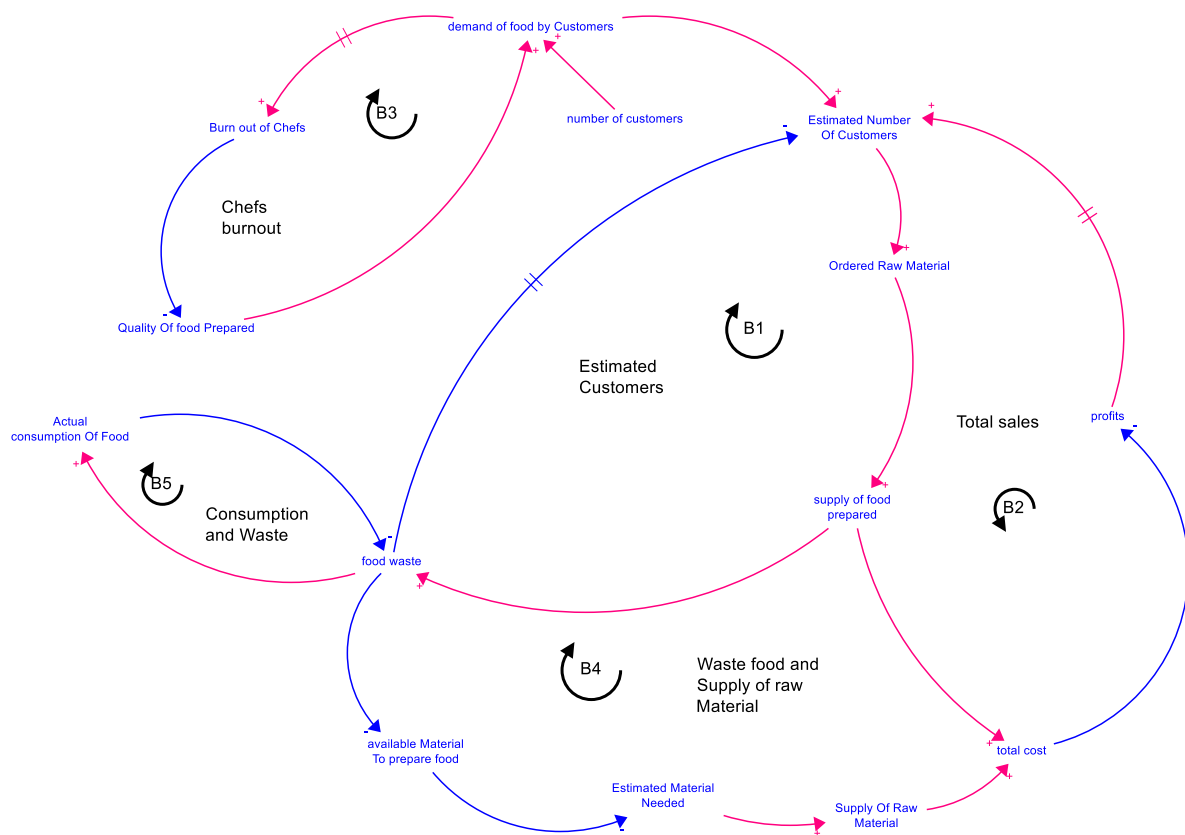 demand of food by Customers
+
+
+
+
+
B3
-
number of customers
Estimated Number
Of Customers
Burn out of Chefs
Chefs
burnout
+
Ordered Raw Material
-
Quality Of food Prepared
B1
Estimated
Customers
Actual
consumption Of Food
+
profits
-
Total sales
B5
Consumption
and Waste
+
supply of food
prepared
B2
-
food waste
+
B4
Waste food and
Supply of raw
Material
-
available Material
To prepare food
+
total cost
+
Estimated Material
Needed
-
Supply Of Raw
Material
+